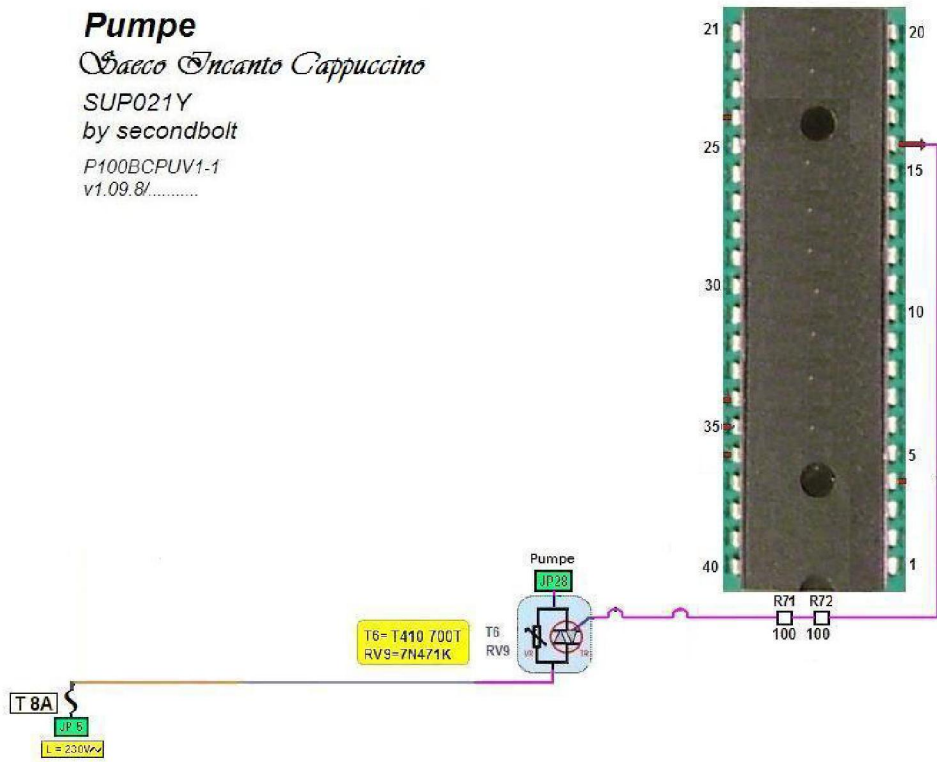 Pumpe
Saeco Incanto Cappuccino
SUP021Y
by secondbolt
P100BCPUV1-1
v1.09.8/...........
21
20
25
15
30
10
35
5
40
1
Pumpe
JP28
R71 R72
100 100
T6= T410 700T
RV9=7N471K
T6
RV9
VR
TR
T 8A
JP 5
L = 230V~